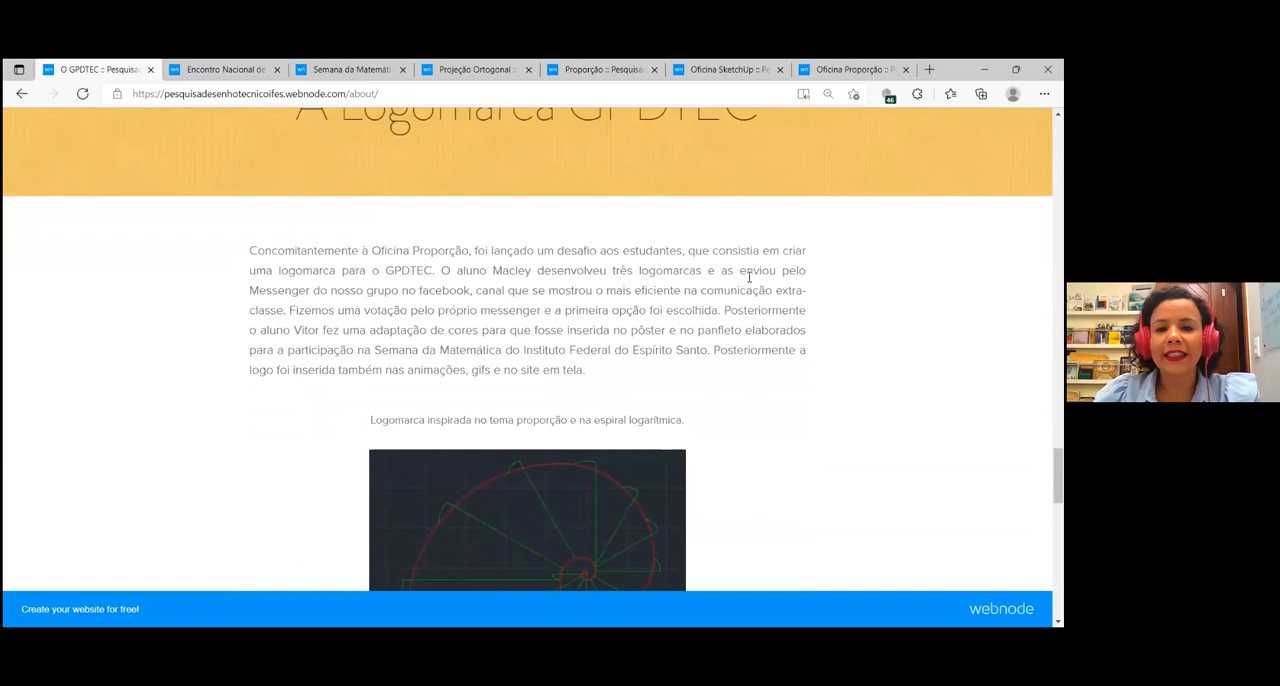 O GPDTEC :: Pesquisa
Encontro Nacional de
Semana da Matemáti
Projeção Ortogonal ::
Proporção :: Pesquisa
Oficina SketchUp :: Pe
Oficina Proporção :: P
https://pesquisadesenhotecnicoifes.webnode.com/about/
46
A Logomarca GPDTEC
Concomitantemente à Oficina Proporção, foi lançado um desafio aos estudantes, que consistia em criar
uma logomarca para o GPDTEC. O aluno Macley desenvolveu três logomarcas e as enviou pelo
Messenger do nosso grupo no facebook, canal que se mostrou o mais eficiente na comunicação extra-
classe. Fizemos uma votação pelo próprio messenger e a primeira opção foi escolhida. Posteriormente
o aluno Vitor fez uma adaptação de cores para que fosse inserida no pôster e no panfleto elaborados
para a participação na Semana da Matemática do Instituto Federal do Espírito Santo. Posteriormente a
logo foi inserida também nas animações, gifs e no site em tela.
Logomarca inspirada no tema proporção e na espiral logarítmica.
Create your website for free!
webnode